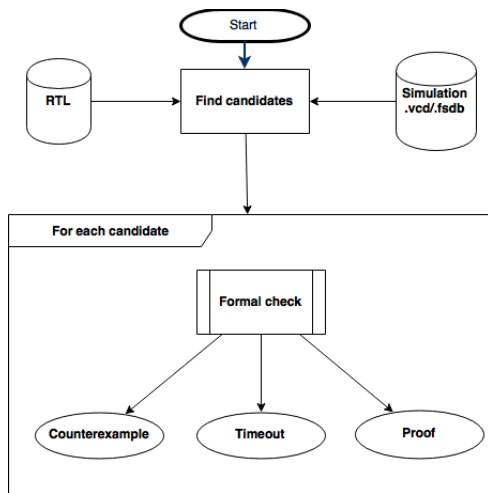 Start
RTL
Find candidates
Simulation
.vcd/.fsdb
For each candidate
Formal check
Counterexample
Timeout
Proof